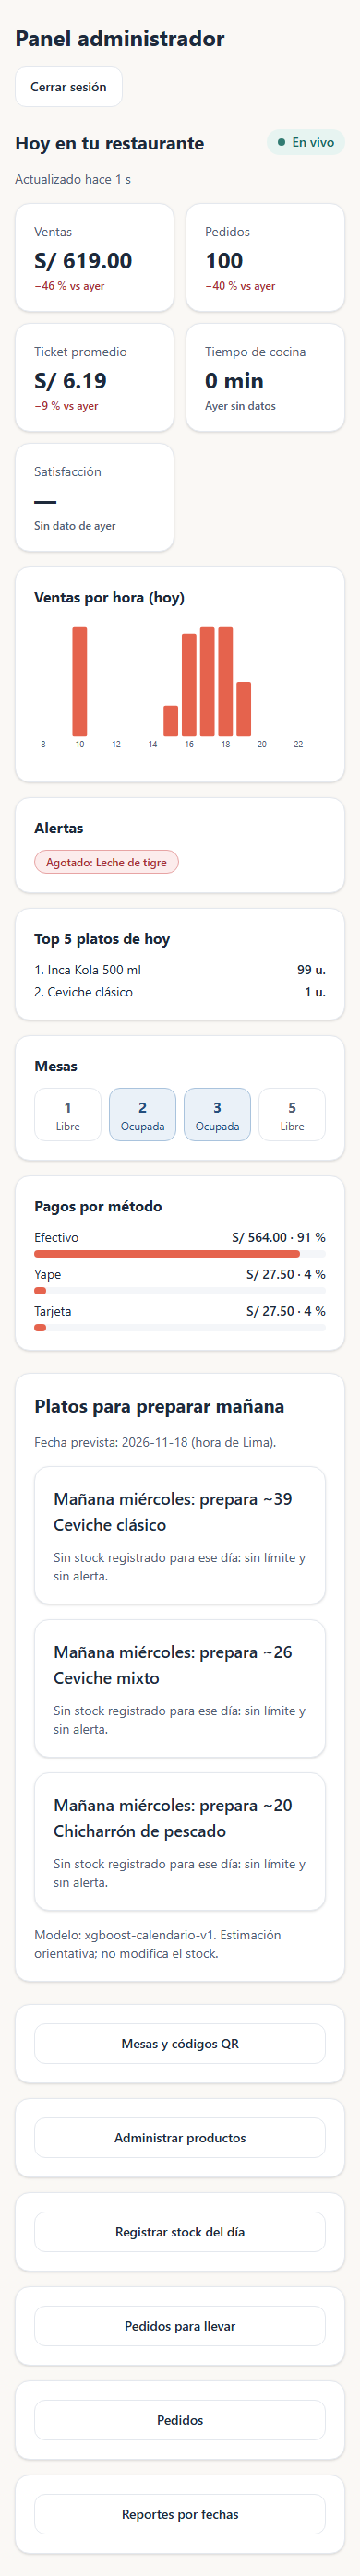 Panel administrador
Cerrar sesión
Hoy en tu restaurante
En vivo
Actualizado hace 1 s
Ventas
S/ 619.00
−46 % vs ayer
Pedidos
100
−40 % vs ayer
Ticket promedio
S/ 6.19
−9 % vs ayer
Tiempo de cocina
0 min
Ayer sin datos
Satisfacción
—
Sin dato de ayer
Ventas por hora (hoy)
8 10 12 14 16 18 20 22
Alertas
Agotado: Leche de tigre
Top 5 platos de hoy
1. Inca Kola 500 ml 99 u.
2. Ceviche clásico 1 u.
Mesas
1 2 3 5
Libre Ocupada Ocupada Libre
Pagos por método
Efectivo S/ 564.00 · 91 %
Yape S/ 27.50 · 4 %
Tarjeta S/ 27.50 · 4 %
Platos para preparar mañana
Fecha prevista: 2026-11-18 (hora de Lima).
Mañana miércoles: prepara ~39
Ceviche clásico
Sin stock registrado para ese día: sin límite y
sin alerta.
Mañana miércoles: prepara ~26
Ceviche mixto
Sin stock registrado para ese día: sin límite y
sin alerta.
Mañana miércoles: prepara ~20
Chicharrón de pescado
Sin stock registrado para ese día: sin límite y
sin alerta.
Modelo: xgboost-calendario-v1. Estimación
orientativa; no modifica el stock.
Mesas y códigos QR
Administrar productos
Registrar stock del día
Pedidos para llevar
Pedidos
Reportes por fechas